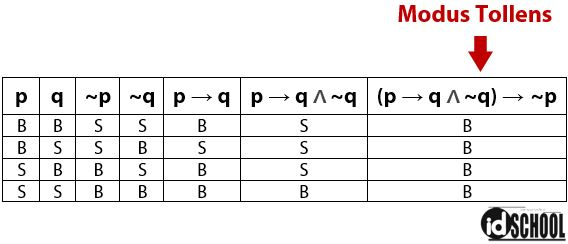 Modus Tollens
p q ~p ~q p → q p → q Λ ~q (p → q Λ ~q) → ~p
B B S S B S B
B S S B S S B
S B B S B S B
S S B B B B B
idSCHOOL